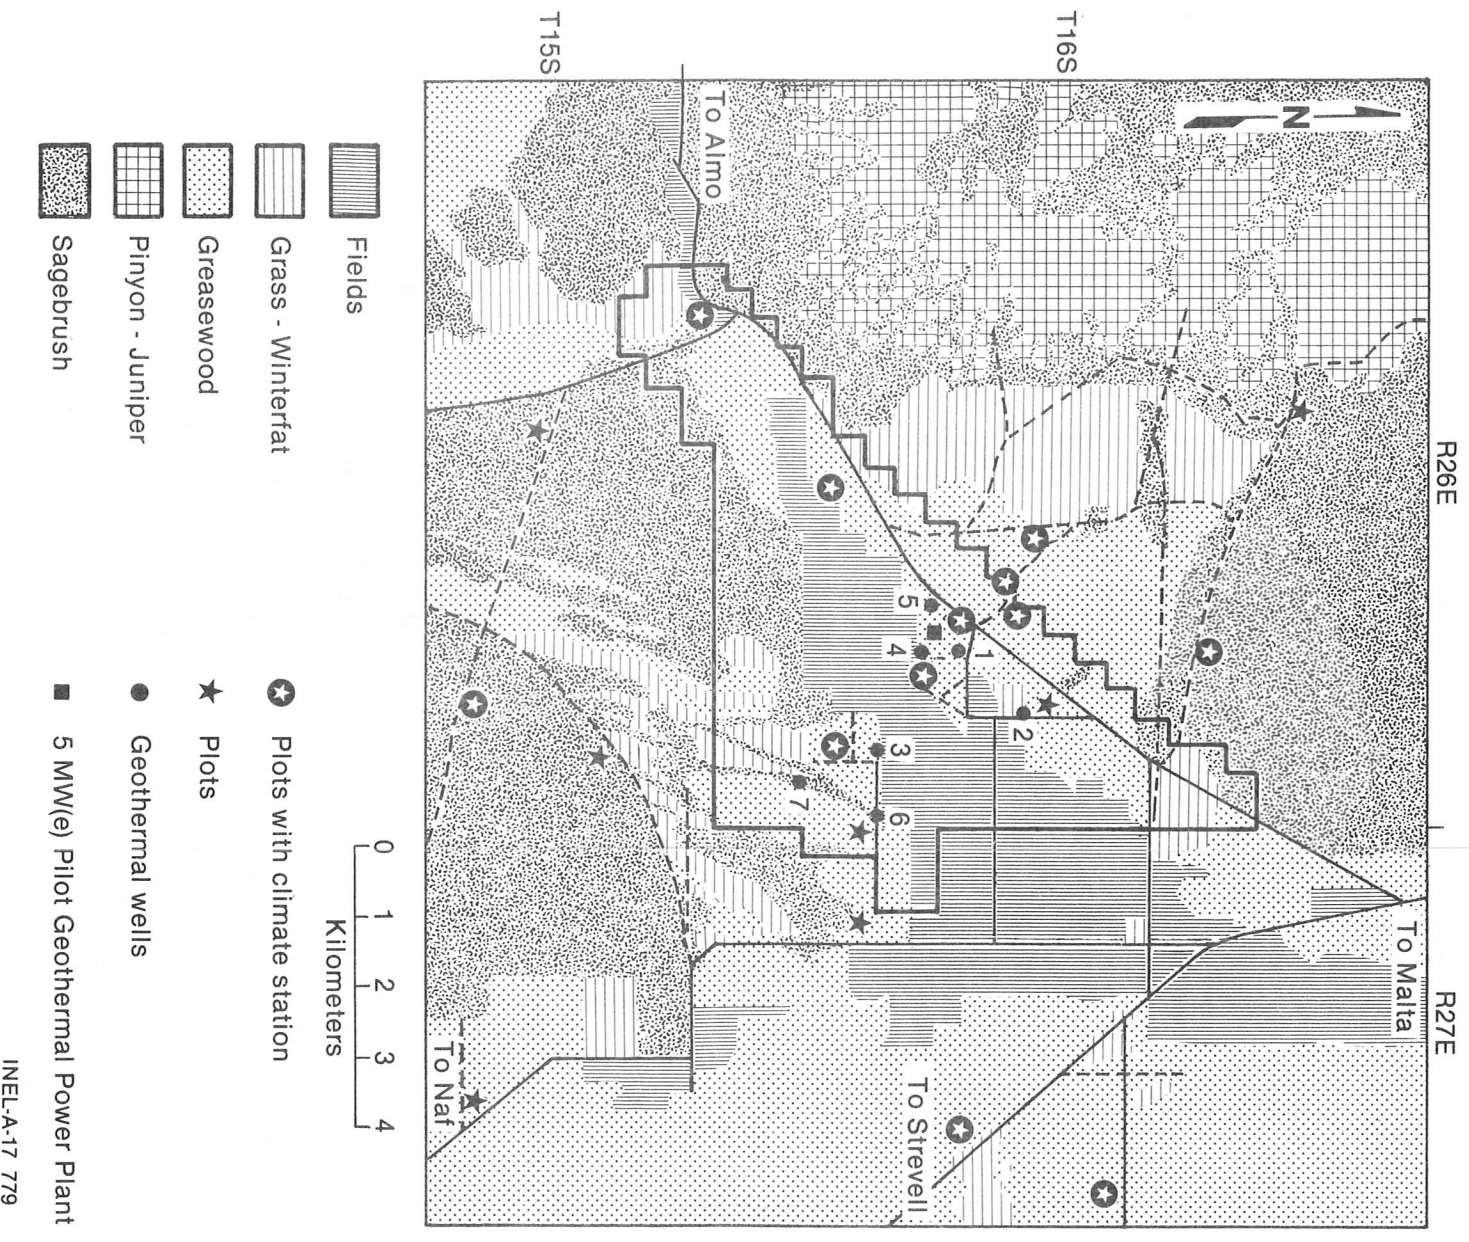 R26E
R27E
T16S
T15S
N
To Malta
To Almo
To Strevell
To Naf
1
2
3
4
5
6
7
Fields
Grass - Winterfat
Greasewood
Pinyon - Juniper
Sagebrush
Plots with climate station
Plots
Geothermal wells
5 MW(e) Pilot Geothermal Power Plant
0 1 2 3 4
Kilometers
INEL-A-17 779